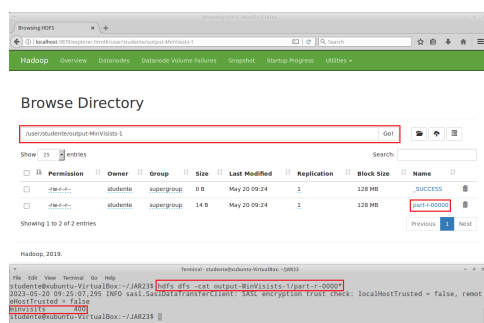 Browsing HDFS - Mozilla Firefox
Browsing HDFS
localhost:9870/explorer.html#/user/studente/output-MinVisits-1
Search
Hadoop Overview Datanodes Datanode Volume Failures Snapshot Startup Progress Utilities
Browse Directory
/user/studente/output-MinVisits-1 Go!
Show 25 entries Search:
Permission Owner Group Size Last Modified Replication Block Size Name
-rw-r--r-- studente supergroup 0 B May 20 09:24 1 128 MB _SUCCESS
-rw-r--r-- studente supergroup 14 B May 20 09:24 1 128 MB part-r-00000
Showing 1 to 2 of 2 entries Previous 1 Next
Hadoop, 2019.
Terminal - studente@xubuntu-VirtualBox: ~/JAR23
File Edit View Terminal Go Help
studente@xubuntu-VirtualBox:~/JAR23$ hdfs dfs -cat output-MinVisits-1/part-r-0000*
2023-05-20 09:25:07,295 INFO sasl.SaslDataTransferClient: SASL encryption trust check: localHostTrusted = false, remot
eHostTrusted = false
minvisits 400
studente@xubuntu-VirtualBox:~/JAR23$